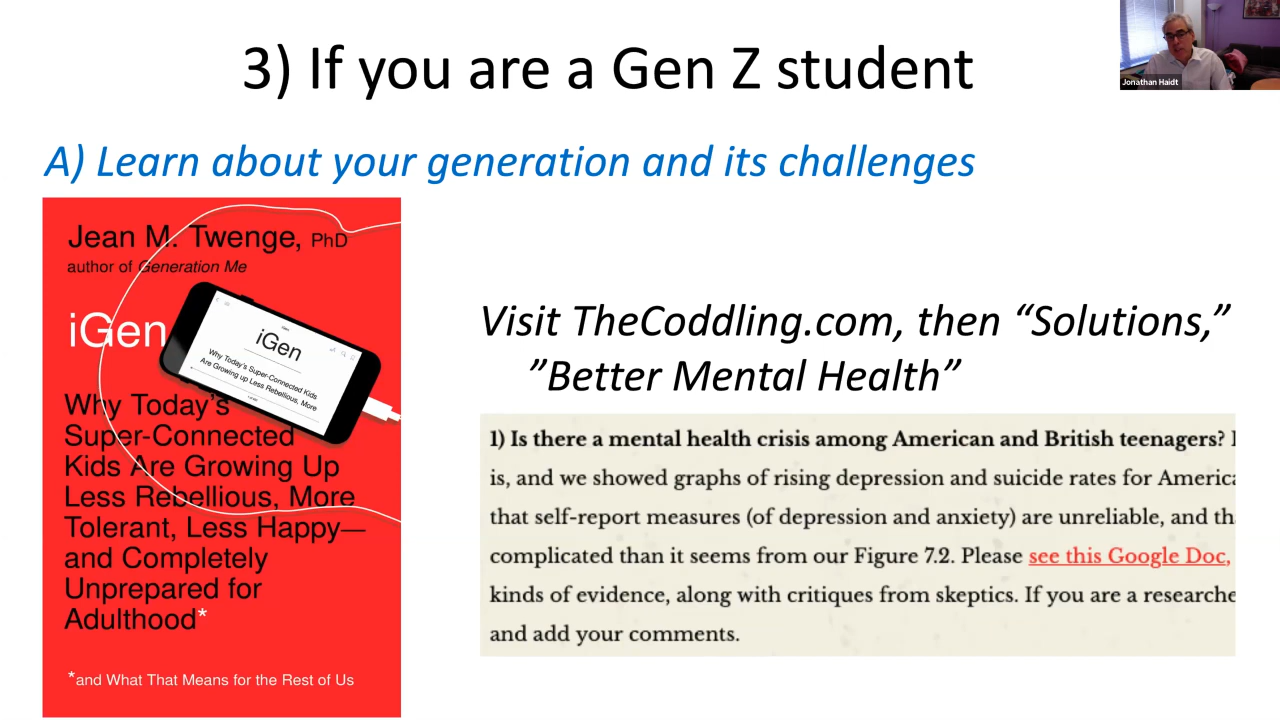 3) If you are a Gen Z student
Jonathan Haidt
A) Learn about your generation and its challenges
Jean M. Twenge, PhD
author of Generation Me
iGen
iGen
Why Today's Super-Connected Kids
Are Growing up Less Rebellious, More
Why Today's
Super-Connected
Kids Are Growing Up
Less Rebellious, More
Tolerant, Less Happy—
and Completely
Unprepared for
Adulthood*
*and What That Means for the Rest of Us
Visit TheCoddling.com, then “Solutions,”
”Better Mental Health”
1) Is there a mental health crisis among American and British teenagers?
is, and we showed graphs of rising depression and suicide rates for America
that self-report measures (of depression and anxiety) are unreliable, and th
complicated than it seems from our Figure 7.2. Please see this Google Doc,
kinds of evidence, along with critiques from skeptics. If you are a researche
and add your comments.